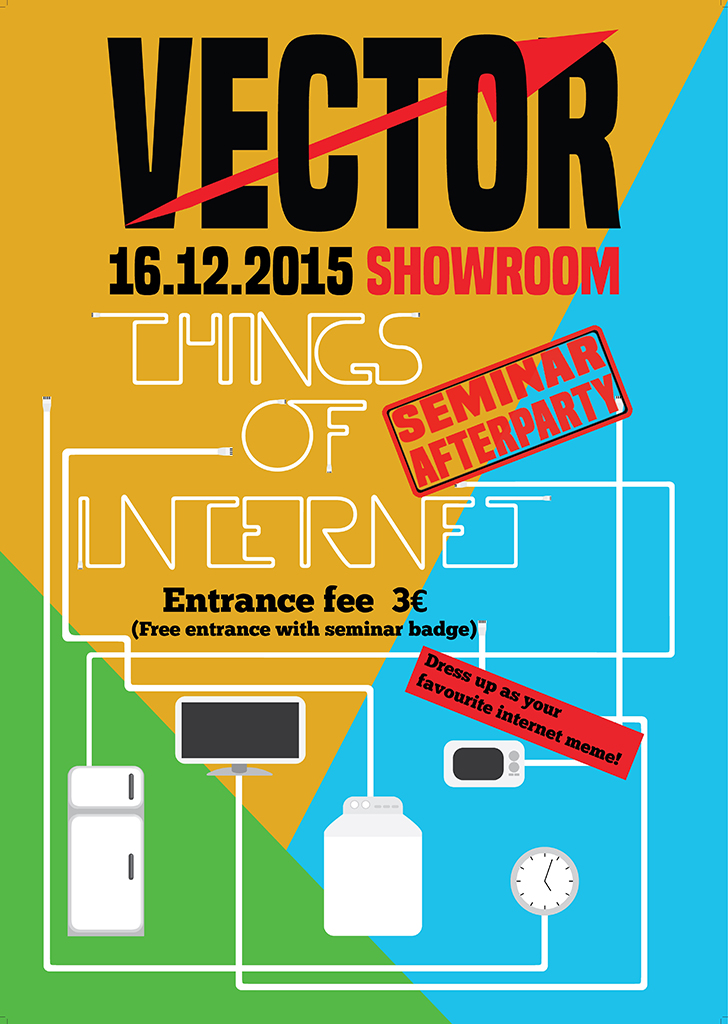 VECTOR
16.12.2015 SHOWROOM
THINGS
OF
INTERNET
SEMINAR
AFTERPARTY
Entrance fee 3€
(Free entrance with seminar badge)
Dress up as your
favourite internet meme!